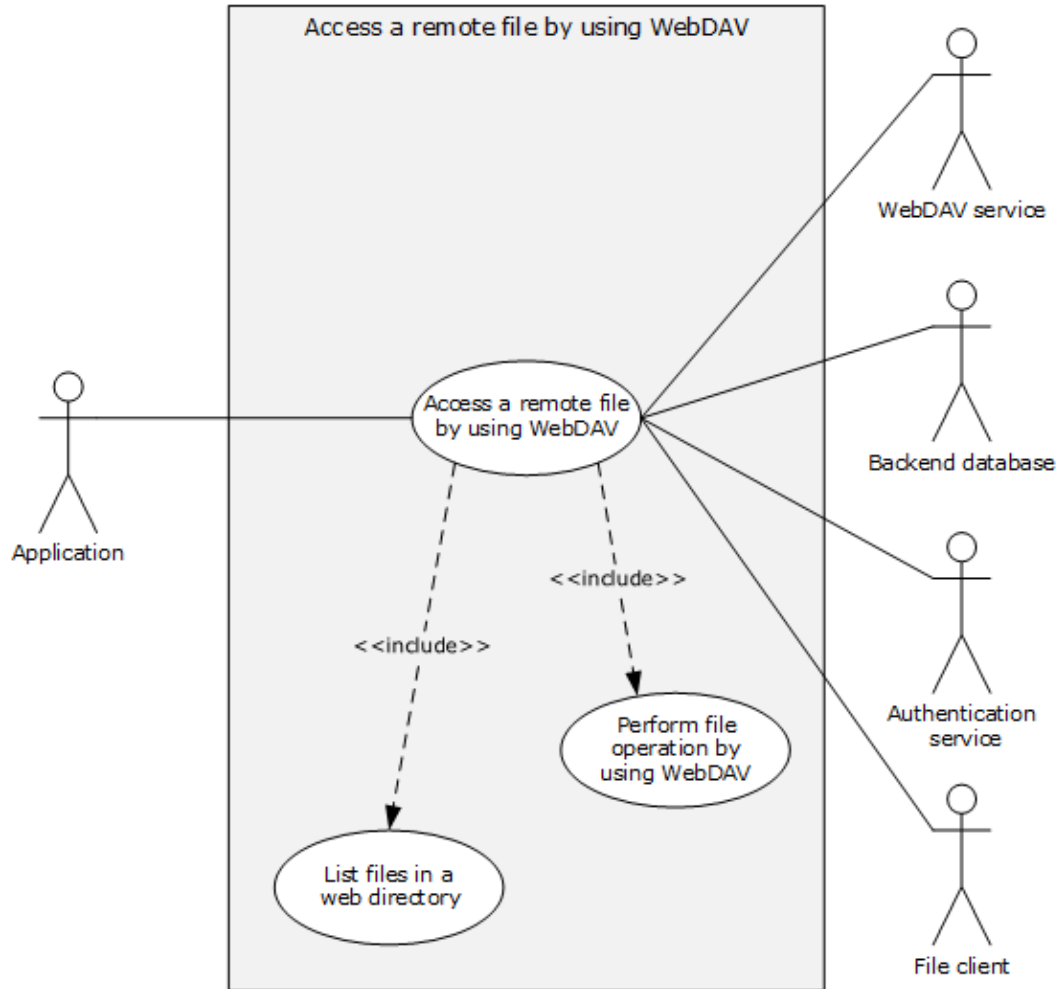 Access a remote file by using WebDAV
WebDAV service
Backend database
Access a remote file
by using WebDAV
Application
<<include>>
<<include>>
Authentication
service
Perform file
operation by
using WebDAV
List files in a
web directory
File client